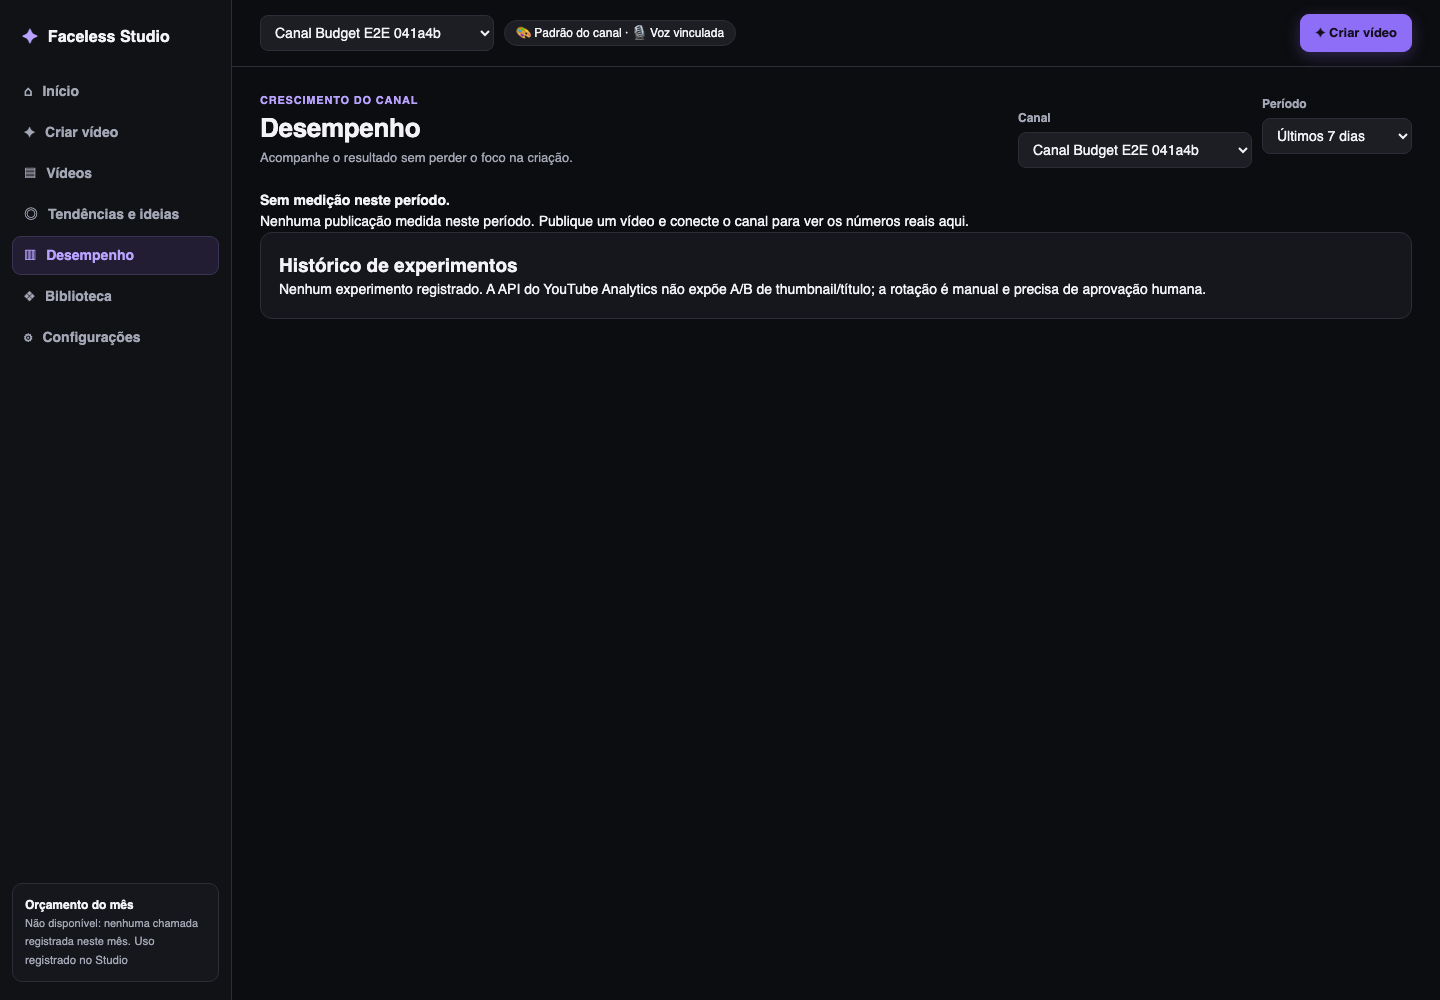 Faceless Studio
Início
Criar vídeo
Vídeos
Tendências e ideias
Desempenho
Biblioteca
Configurações
Orçamento do mês
Não disponível: nenhuma chamada
registrada neste mês. Uso
registrado no Studio
Canal Budget E2E 041a4b
Padrão do canal · Voz vinculada
Criar vídeo
CRESCIMENTO DO CANAL
Desempenho
Acompanhe o resultado sem perder o foco na criação.
Canal
Canal Budget E2E 041a4b
Período
Últimos 7 dias
Sem medição neste período.
Nenhuma publicação medida neste período. Publique um vídeo e conecte o canal para ver os números reais aqui.
Histórico de experimentos
Nenhum experimento registrado. A API do YouTube Analytics não expõe A/B de thumbnail/título; a rotação é manual e precisa de aprovação humana.